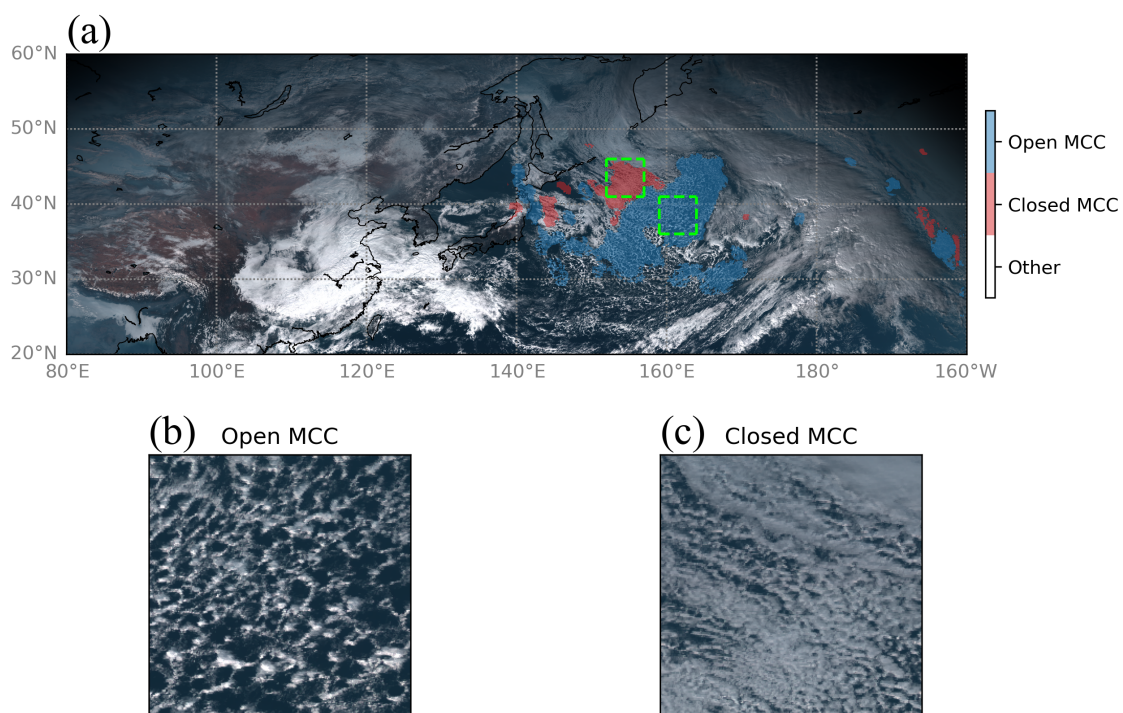 (a)
60°N
50°N
40°N
30°N
20°N
80°E 100°E 120°E 140°E 160°E 180° 160°W
Open MCC
Closed MCC
Other
(b) Open MCC
(c) Closed MCC